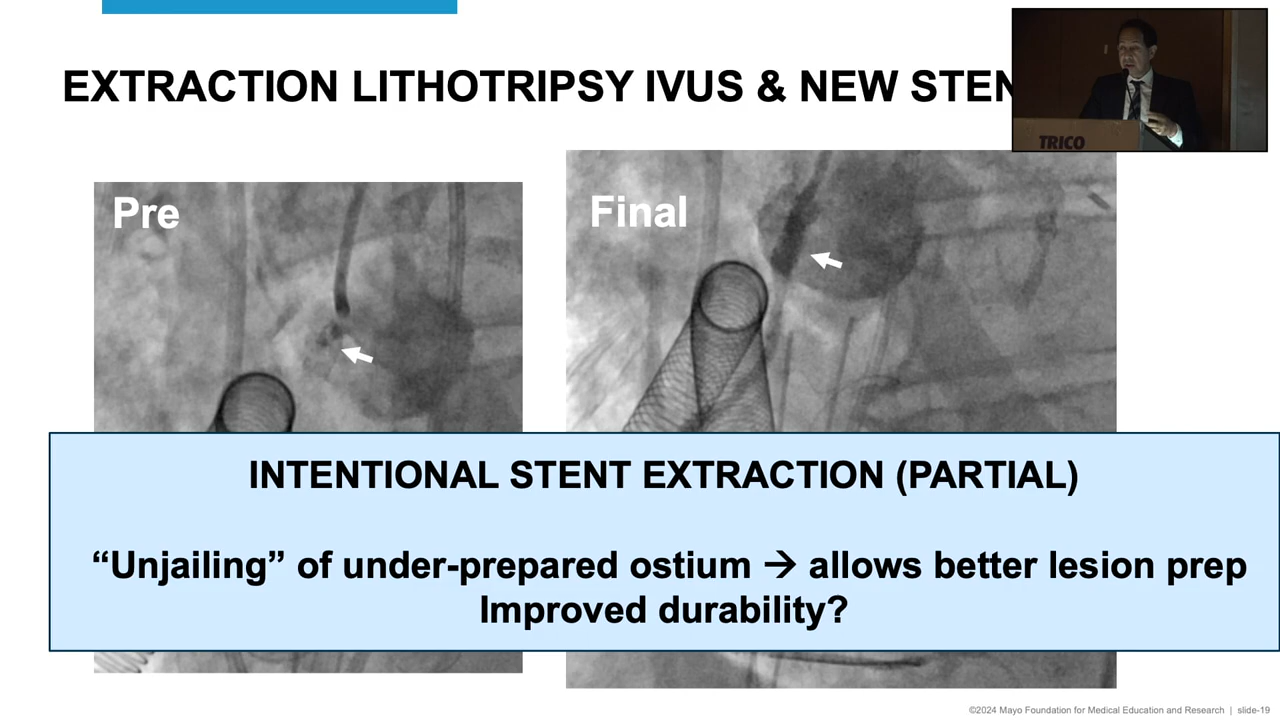 EXTRACTION LITHOTRIPSY IVUS & NEW STEN
TRICO
Pre
Final
INTENTIONAL STENT EXTRACTION (PARTIAL)
“Unjailing” of under-prepared ostium → allows better lesion prep
Improved durability?
©2024 Mayo Foundation for Medical Education and Research | slide-19